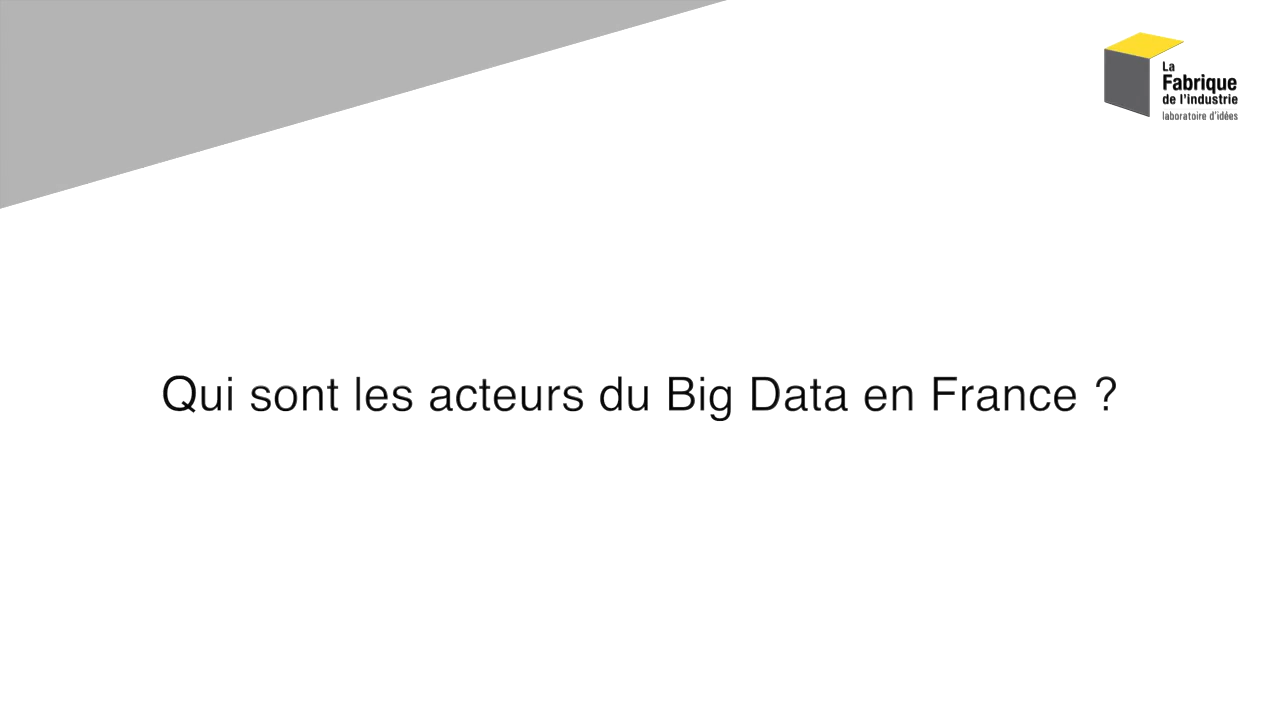 La
Fabrique
de l'industrie
laboratoire d'idées
Qui sont les acteurs du Big Data en France ?